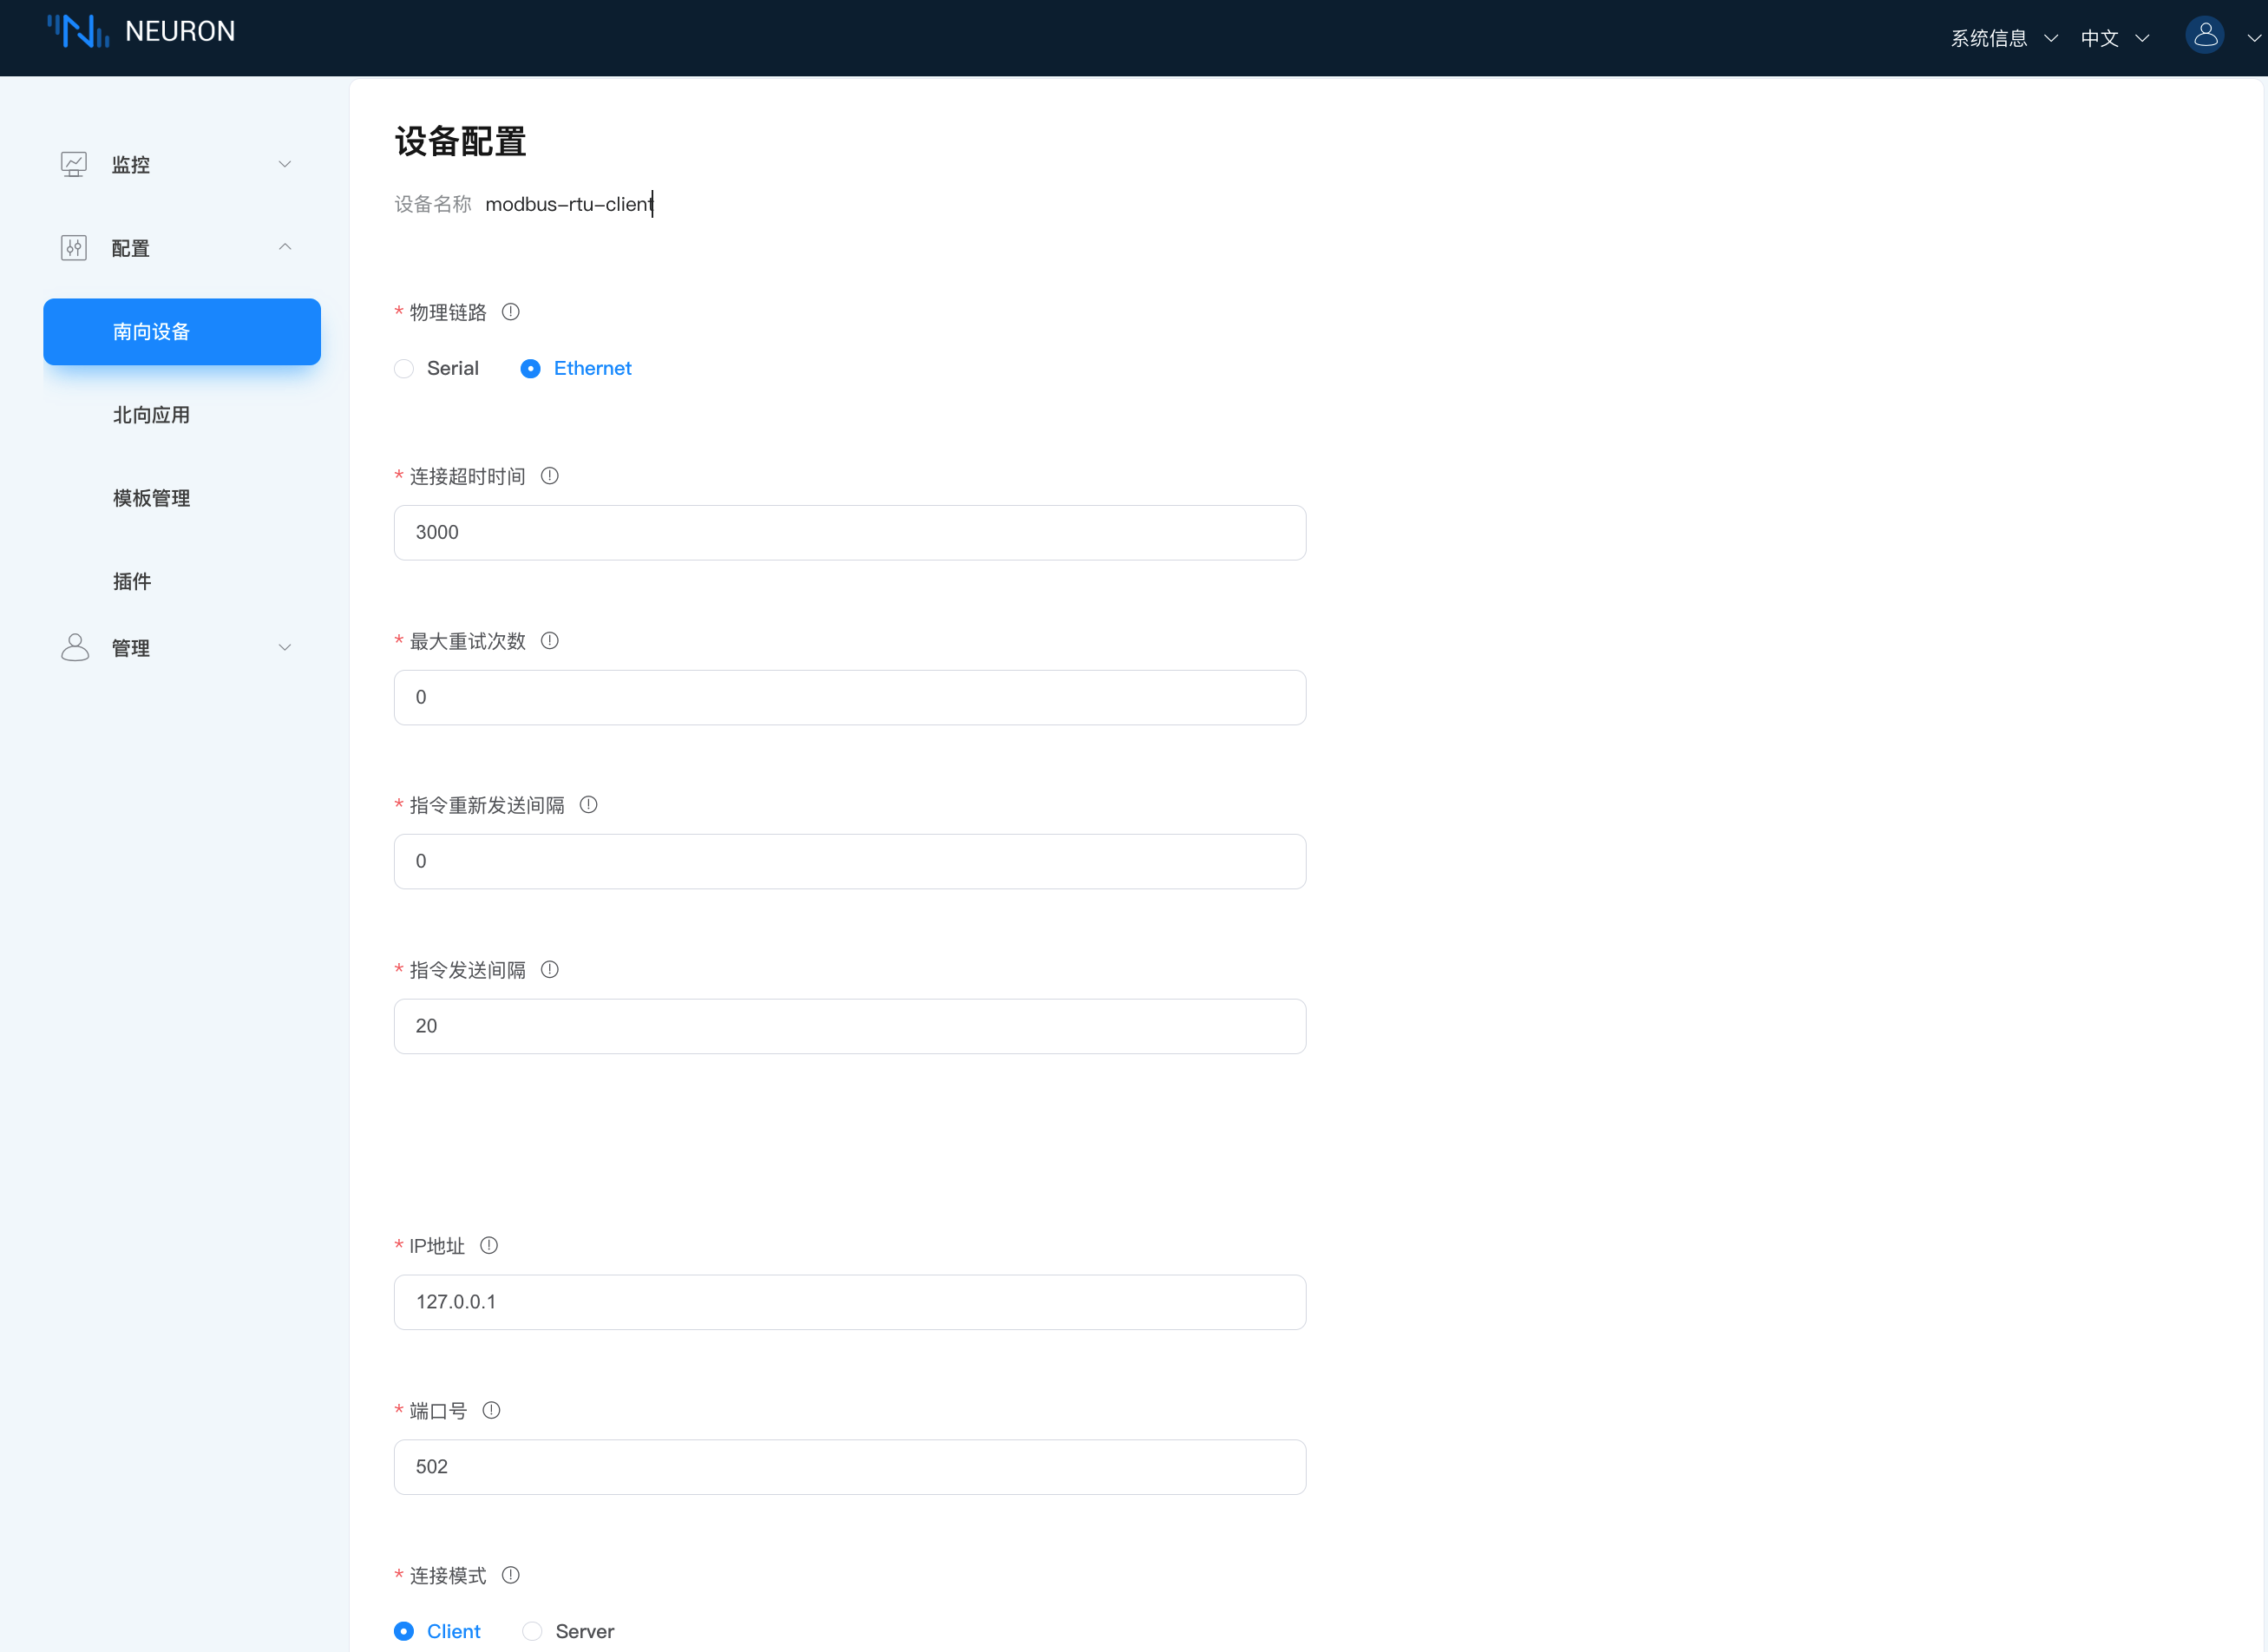 NEURON
系统信息 中文
监控
配置
南向设备
北向应用
模板管理
插件
管理
设备配置
设备名称 modbus-rtu-client
* 物理链路
Serial Ethernet
* 连接超时时间
3000
* 最大重试次数
0
* 指令重新发送间隔
0
* 指令发送间隔
20
* IP地址
127.0.0.1
* 端口号
502
* 连接模式
Client Server